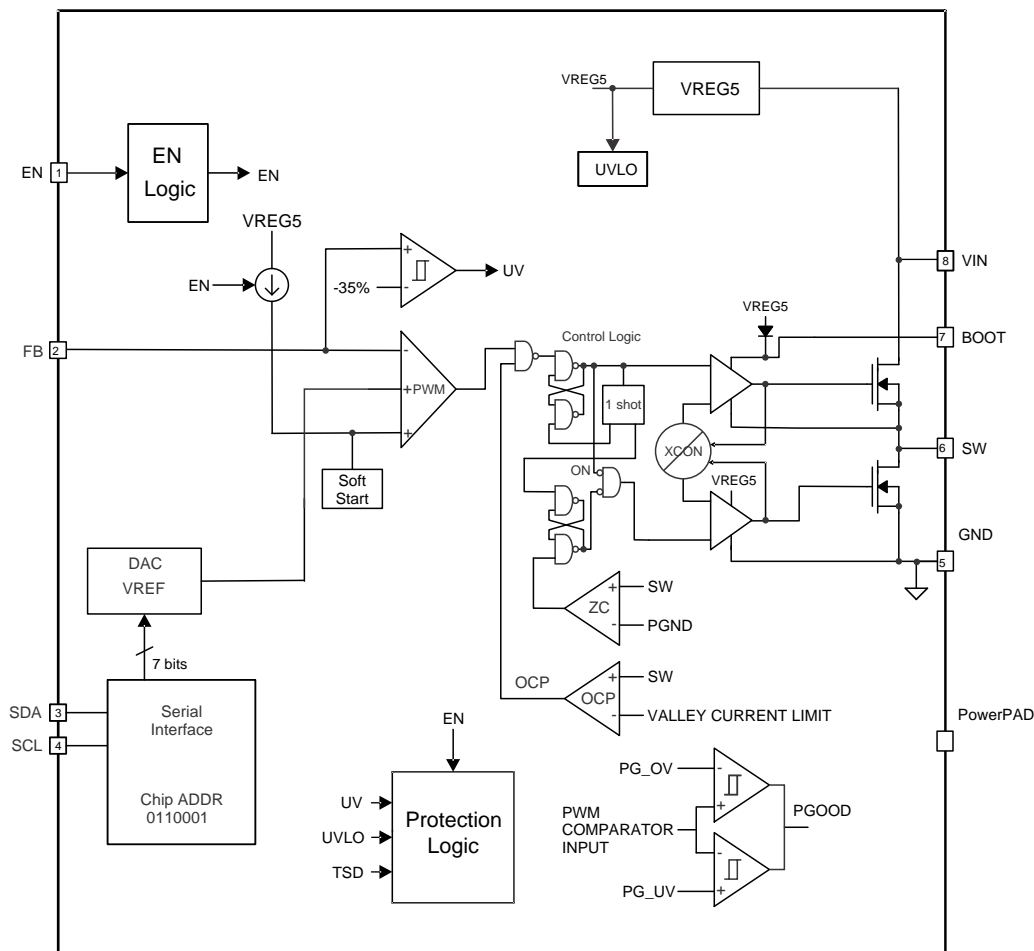 VREG5
VREG5
UVLO
EN
1
EN
Logic
EN
VREG5
EN
+
-35%
-
UV
FB
2
-
+
PWM
+
Control Logic
1 shot
VREG5
8
VIN
7
BOOT
Soft
Start
XCON
6
SW
ON
VREG5
GND
5
DAC
VREF
+
SW
ZC
-
PGND
7 bits
OCP
+
SW
OCP
-
VALLEY CURRENT LIMIT
SDA
3
SCL
4
Serial
Interface
Chip ADDR
0110001
PowerPAD
EN
UV
UVLO
TSD
Protection
Logic
PG_OV
-
+
PWM
COMPARATOR
INPUT
PGOOD
-
PG_UV
+